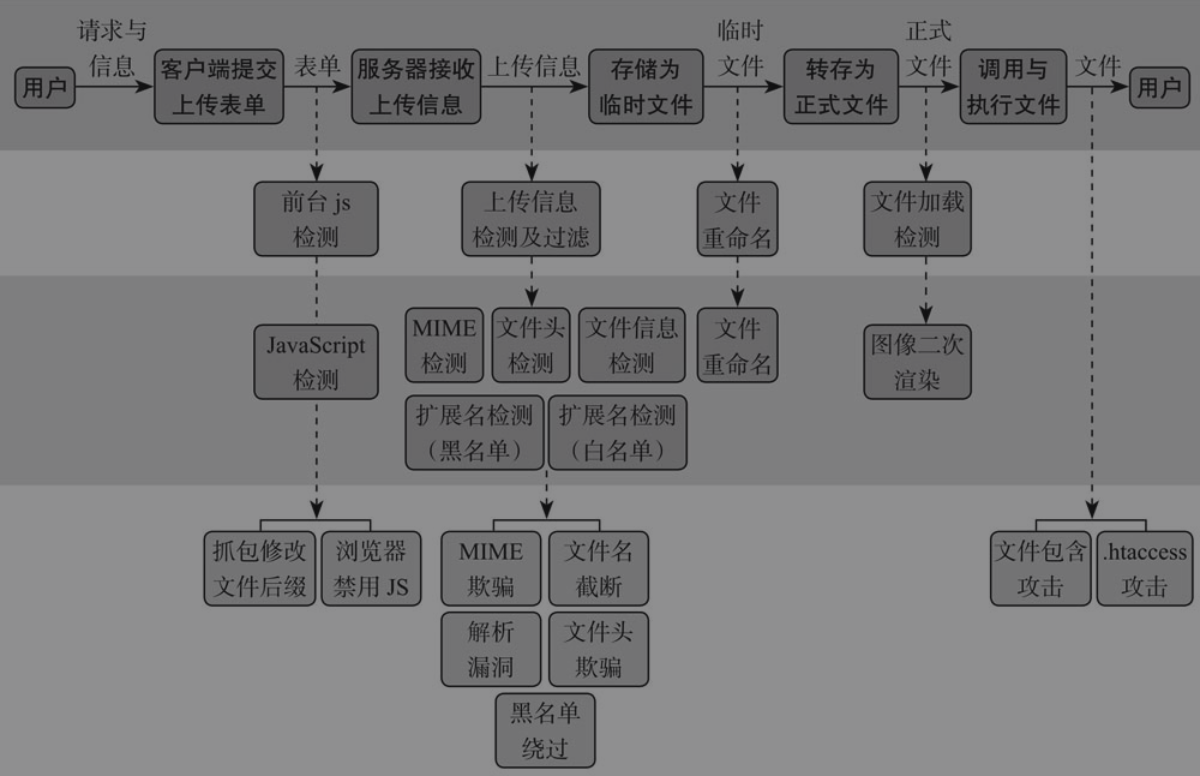 请求与
信息
表单
上传信息
临时
文件
正式
文件
文件
用户
客户端提交
上传表单
服务器接收
上传信息
存储为
临时文件
转存为
正式文件
调用与
执行文件
用户
前台 js
检测
上传信息
检测及过滤
文件
重命名
文件加载
检测
JavaScript
检测
MIME
检测
文件头
检测
文件信息
检测
文件
重命名
图像二次
渲染
扩展名检测
（黑名单）
扩展名检测
（白名单）
抓包修改
文件后缀
浏览器
禁用 JS
MIME
欺骗
文件名
截断
文件包含
攻击
.htaccess
攻击
解析
漏洞
文件头
欺骗
黑名单
绕过